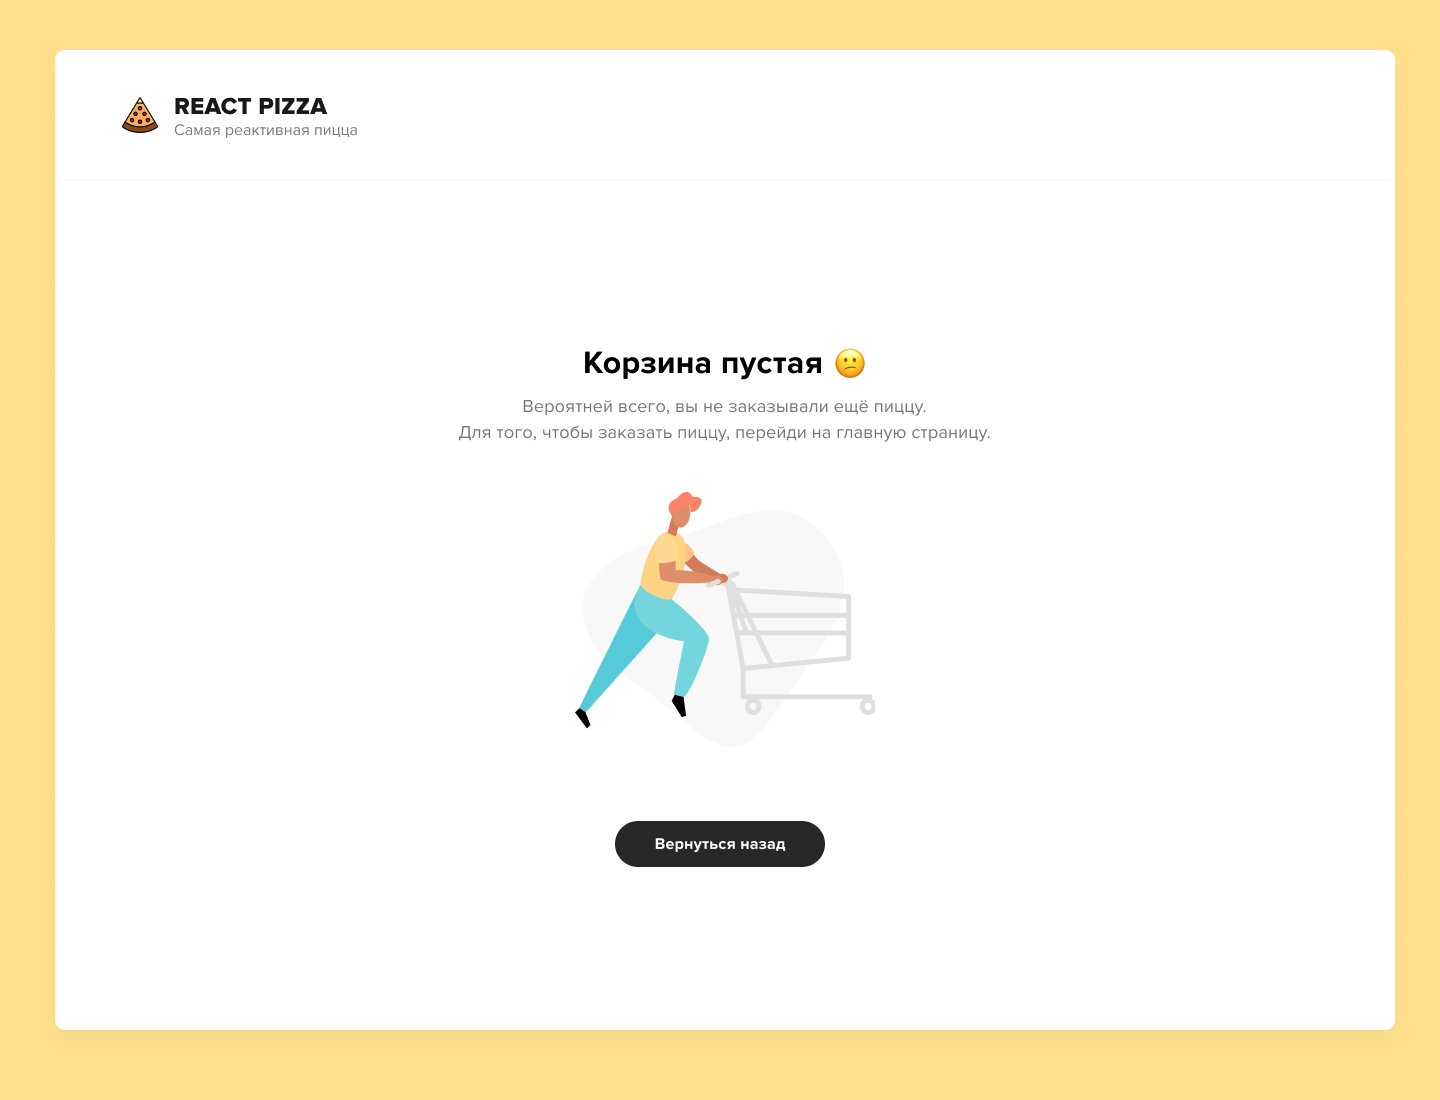 REACT PIZZA
Самая реактивная пицца
Корзина пустая 😕
Вероятней всего, вы не заказывали ещё пиццу.
Для того, чтобы заказать пиццу, перейди на главную страницу.
Вернуться назад